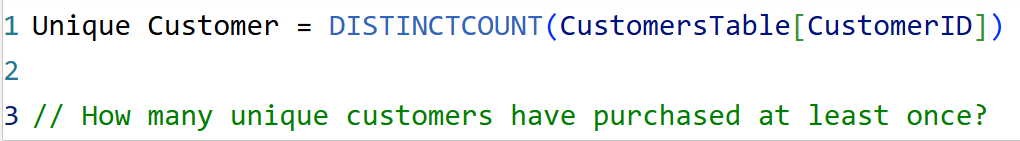 1 Unique Customer = DISTINCTCOUNT(CustomersTable[CustomerID])
2
3 // How many unique customers have purchased at least once?